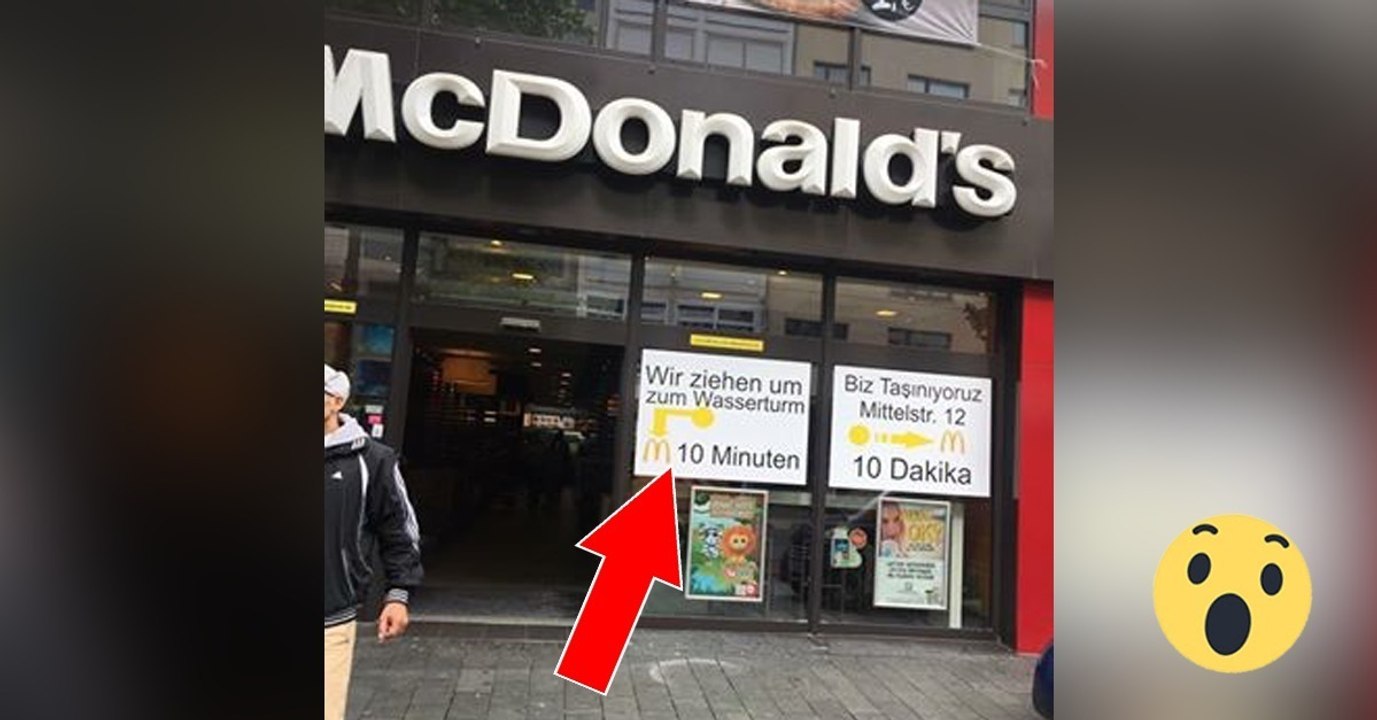 McDonald's
Wir ziehen um
zum Wasserturm
10 Minuten
Biz Taşınıyoruz
Mittelstr. 12
10 Dakika